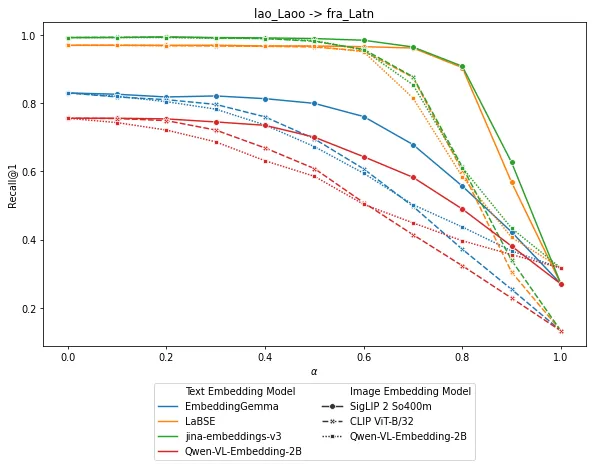 lao_Laoo -> fra_Latn
1.0
0.8
0.6
0.4
0.2
Recall@1
0.0 0.2 0.4 0.6 0.8 1.0
α
Text Embedding Model Image Embedding Model
EmbeddingGemma SigLIP 2 So400m
LaBSE CLIP ViT-B/32
jina-embeddings-v3 Qwen-VL-Embedding-2B
Qwen-VL-Embedding-2B